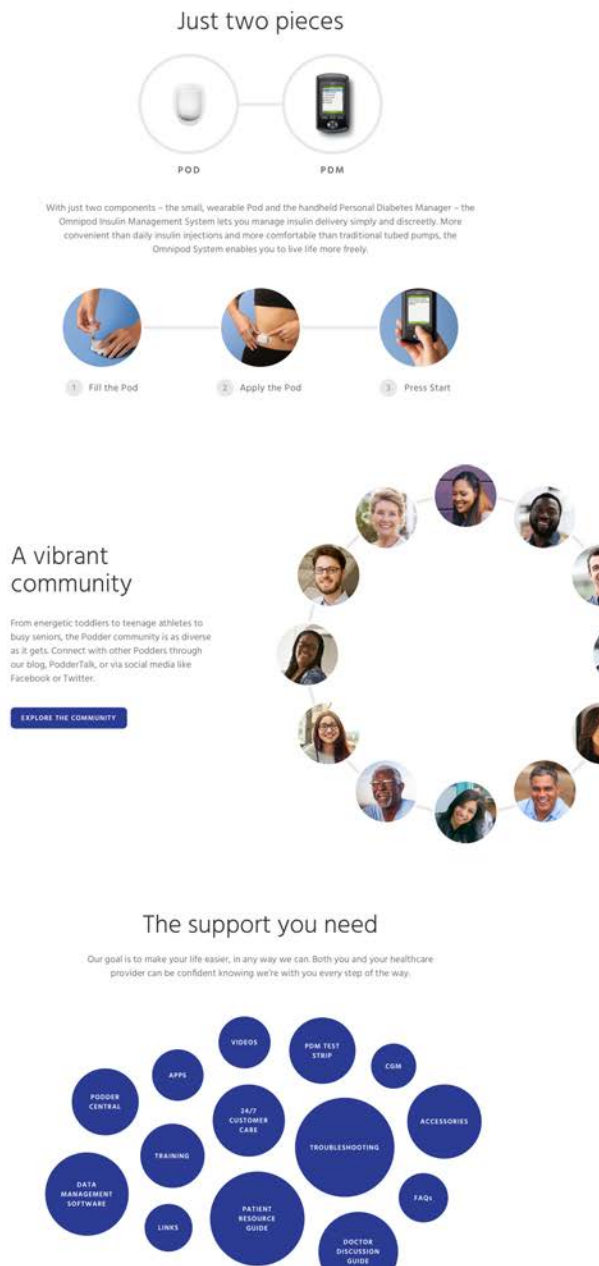 Just two pieces
POD
PDM
With just two components – the small, wearable Pod and the handheld Personal Diabetes Manager – the
Omnipod Insulin Management System lets you manage insulin delivery simply and discreetly. More
convenient than daily insulin injections and more comfortable than traditional tubed pumps, the
Omnipod System enables you to live life more freely.
1 Fill the Pod
2 Apply the Pod
3 Press Start
A vibrant
community
From energetic toddlers to teenage athletes to
busy seniors, the Podder community is as diverse
as it gets. Connect with other Podders through
our blog, PodderTalk, or via social media like
Facebook or Twitter.
EXPLORE THE COMMUNITY
The support you need
Our goal is to make your life easier, in any way we can. Both you and your healthcare
provider can be confident knowing we're with you every step of the way.
VIDEOS
PDM TEST
STRIP
CGM
APPS
PODDER
CENTRAL
24/7
CUSTOMER
CARE
ACCESSORIES
TROUBLESHOOTING
TRAINING
DATA
MANAGEMENT
SOFTWARE
FAQs
PATIENT
RESOURCE
GUIDE
LINKS
DOCTOR
DISCUSSION
GUIDE